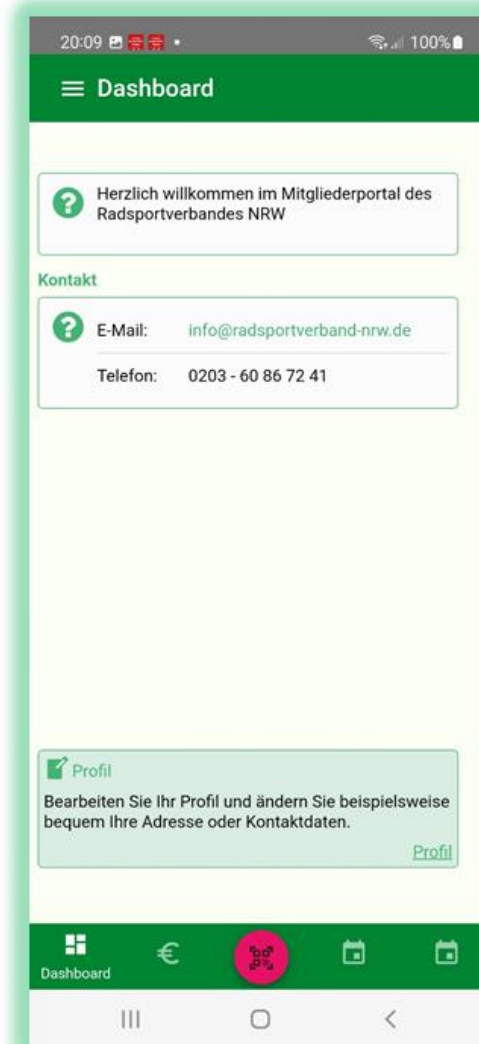 20:09
100%
Dashboard
Herzlich willkommen im Mitgliederportal des
Radsportverbandes NRW
Kontakt
E-Mail: info@radsportverband-nrw.de
Telefon: 0203 - 60 86 72 41
Profil
Bearbeiten Sie Ihr Profil und ändern Sie beispielsweise
bequem Ihre Adresse oder Kontaktdaten.
Profil
Dashboard